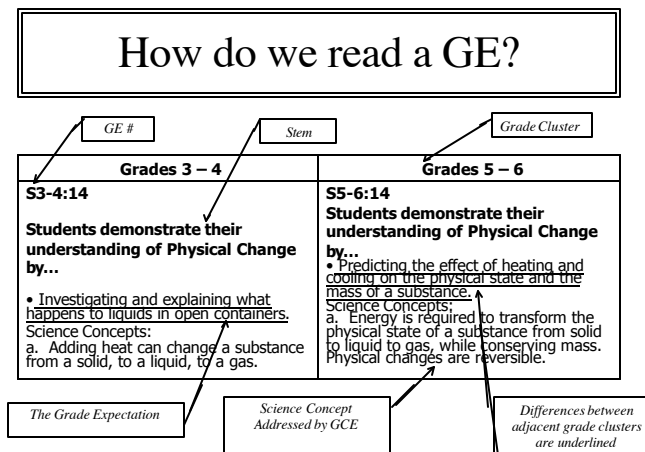 How do we read a GE?
GE #
Stem
Grade Cluster
Grades 3 – 4
S3-4:14
Students demonstrate their
understanding of Physical Change
by…
• Investigating and explaining what
happens to liquids in open containers.
Science Concepts:
a. Adding heat can change a substance
from a solid, to a liquid, to a gas.
Grades 5 – 6
S5-6:14
Students demonstrate their
understanding of Physical Change
by…
• Predicting the effect of heating and
cooling on the physical state and the
mass of a substance.
Science Concepts:
a. Energy is required to transform the
physical state of a substance from solid
to liquid to gas, while conserving mass.
Physical changes are reversible.
The Grade Expectation
Science Concept
Addressed by GCE
Differences between
adjacent grade clusters
are underlined